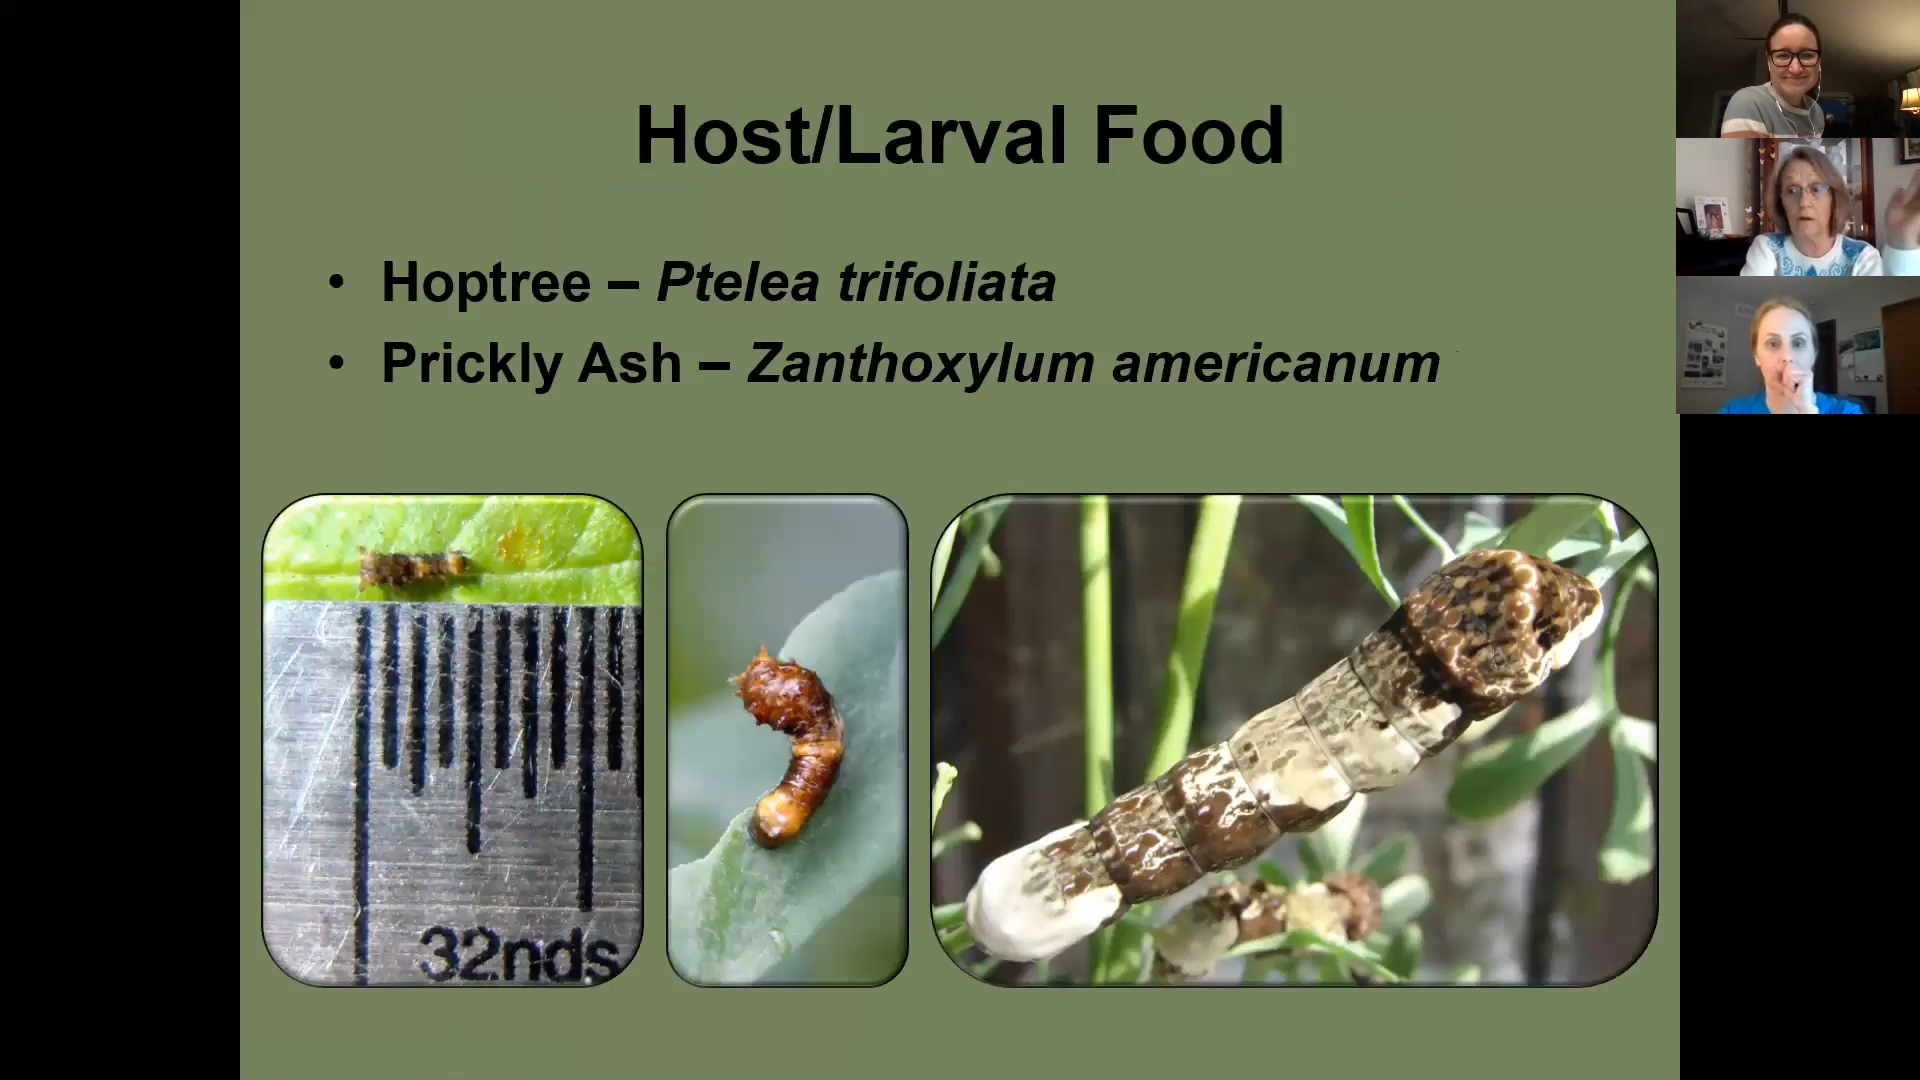 Host/Larval Food
• Hoptree – Ptelea trifoliata
• Prickly Ash – Zanthoxylum americanum
32nds